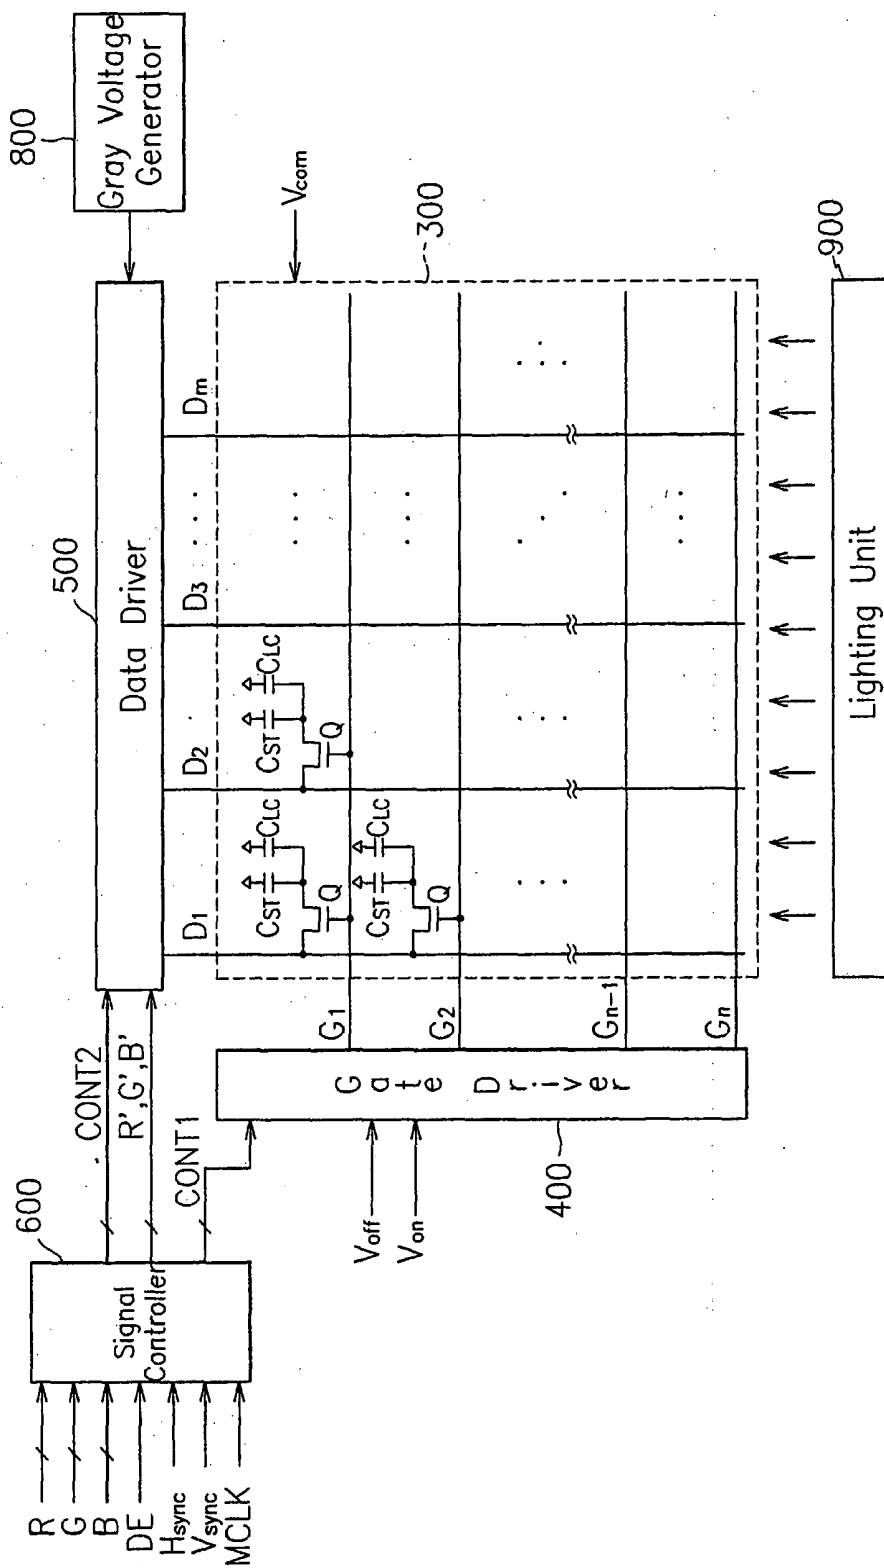 800
Gray Voltage
Generator
500
Data Driver
600
Signal
Controller
R
G
B
DE
Hsync
Vsync
MCLK
CONT2
R',G',B'
CONT1
Voff
Von
Gate Driver
400
G1
G2
Gn-1
Gn
D1
D2
D3
Dm
CST
CLC
Q
CST
CLC
Q
CST
CLC
Q
Vcom
300
900
Lighting Unit